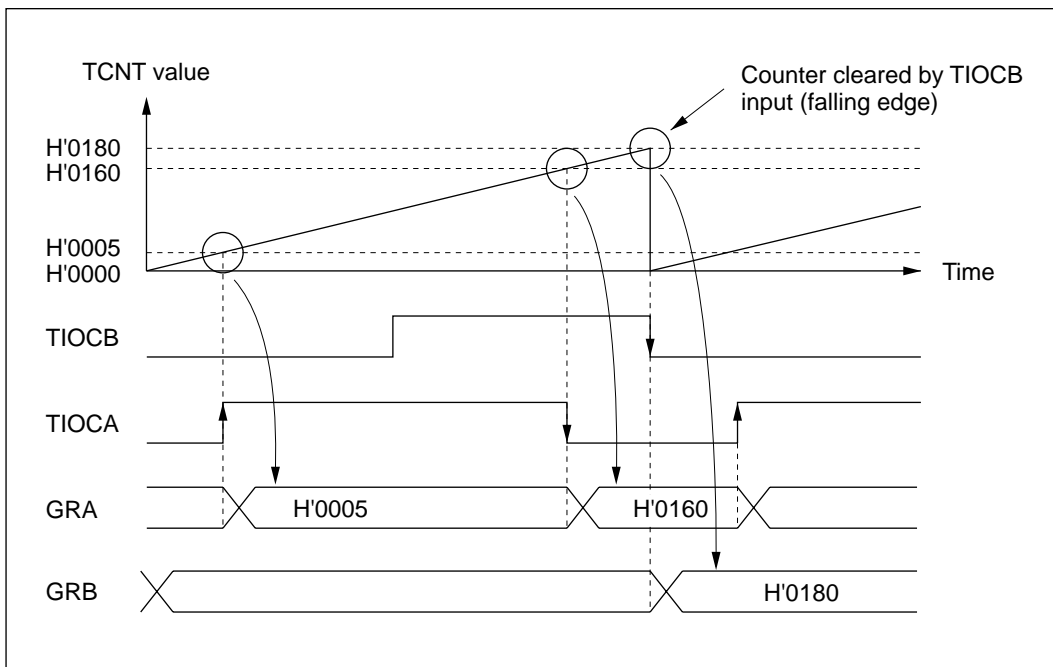 TCNT value
Counter cleared by TIOCB
input (falling edge)
H'0180
H'0160
H'0005
H'0000
Time
TIOCB
TIOCA
GRA
H'0005
H'0160
GRB
H'0180